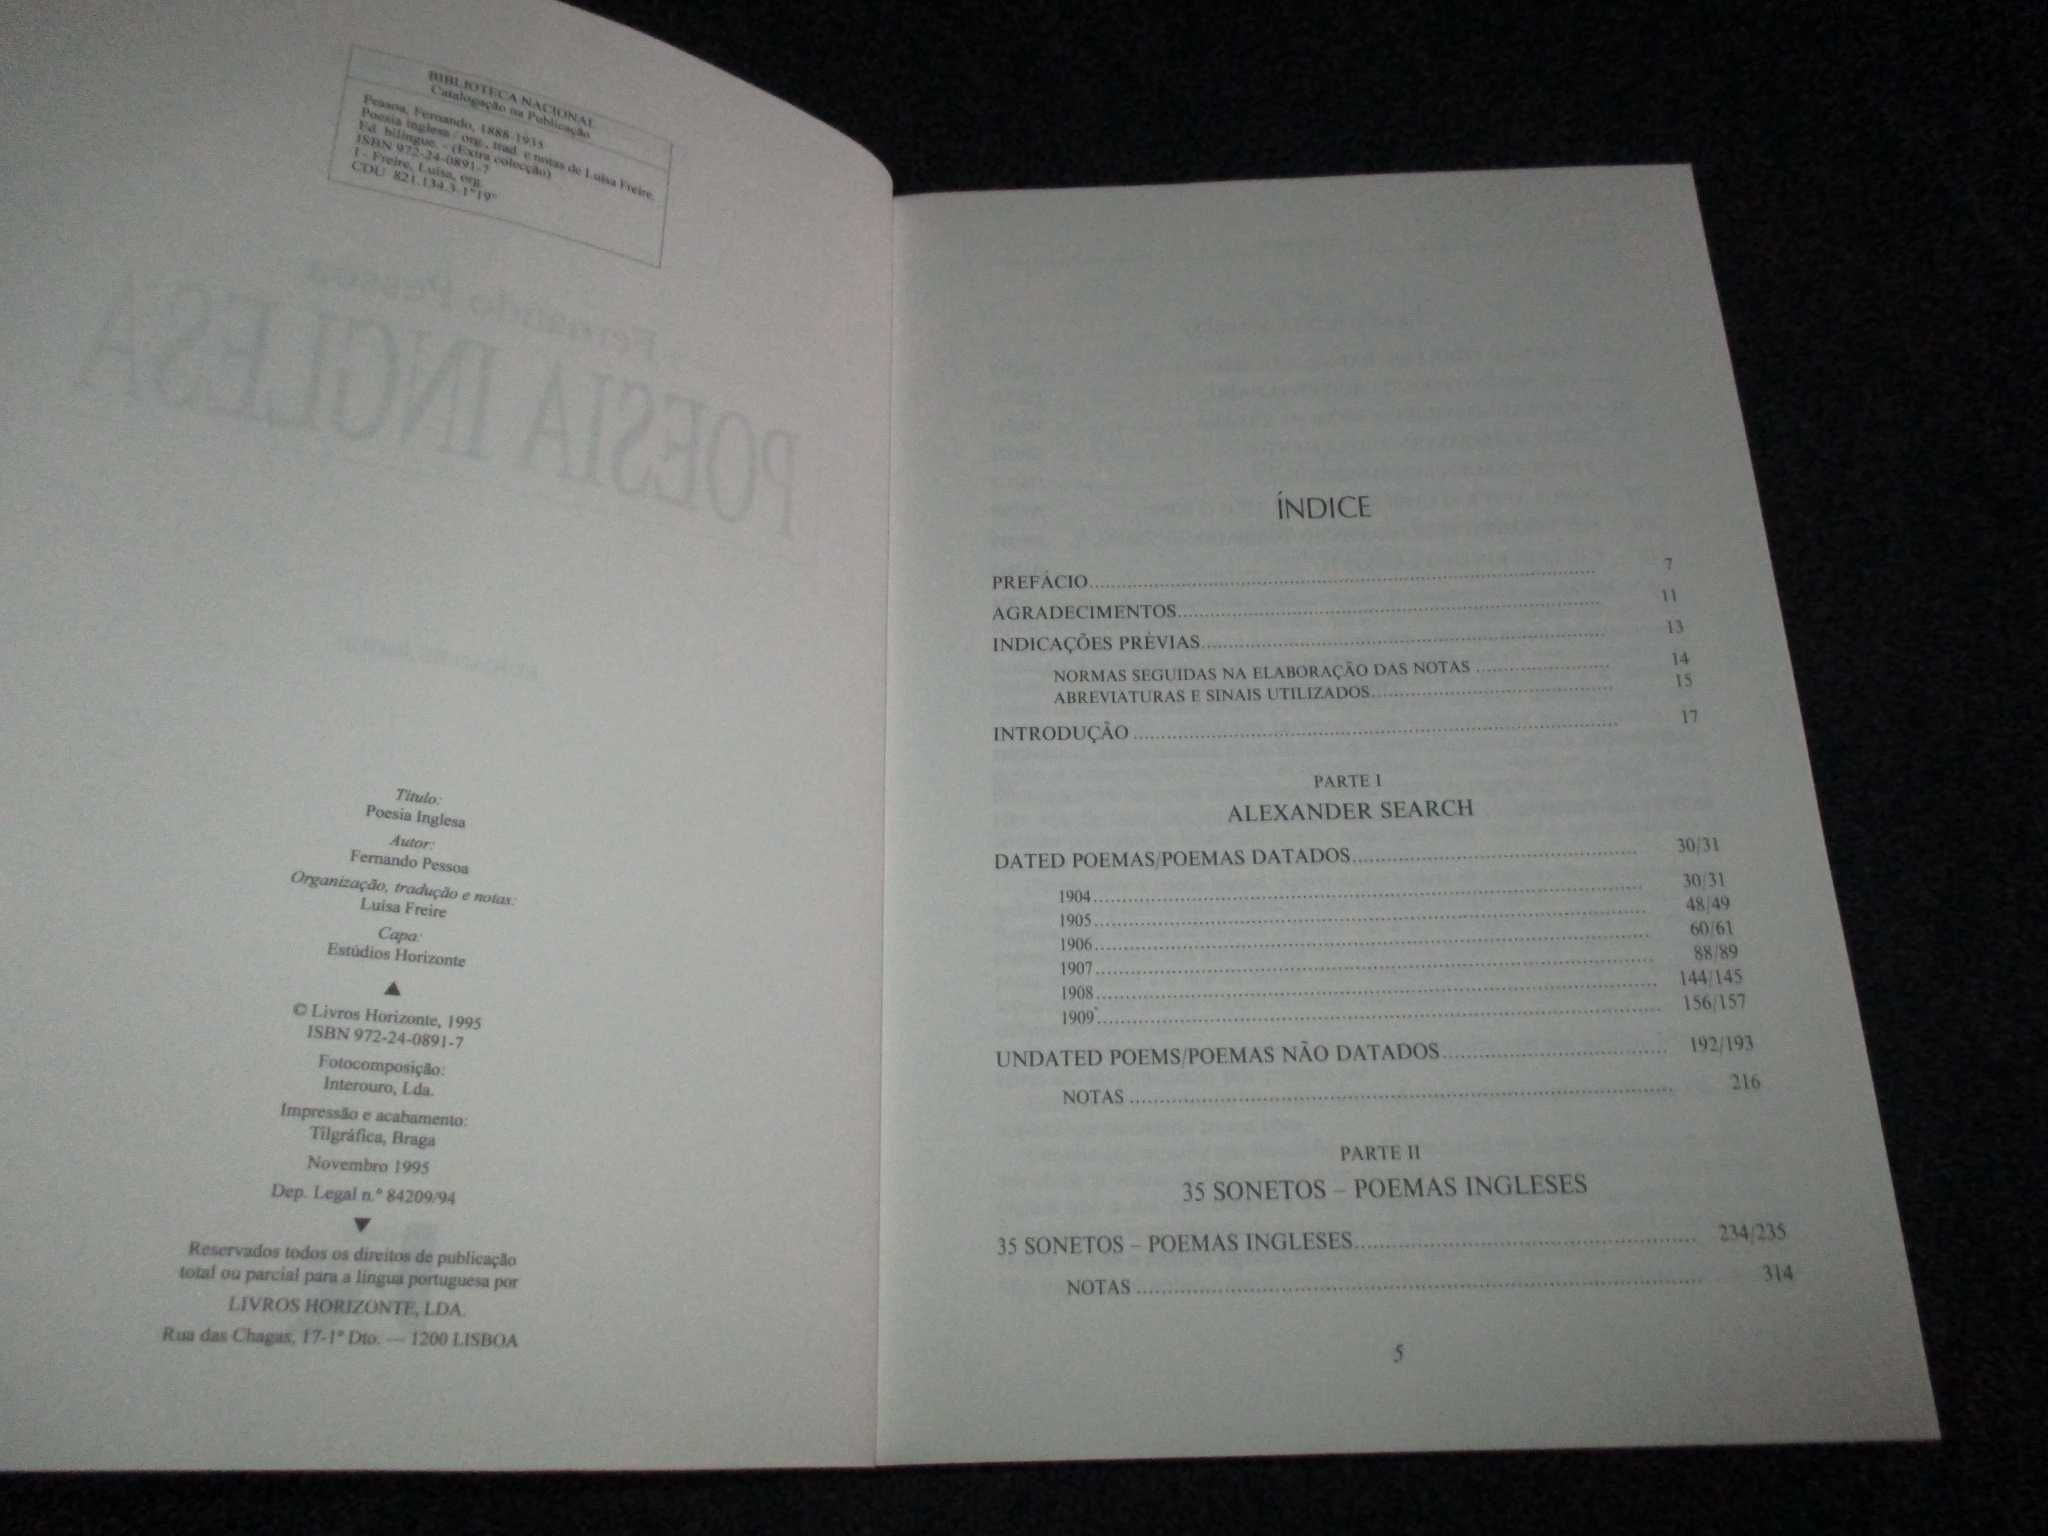 BIBLIOTECA NACIONAL
Catalogação na Publicação
Pessoa, Fernando, 1888-1935
Poesia inglesa / org., trad. e notas de Luísa Freire.
Ed. bilingue. - (Extra colecção)
ISBN 972-24-0891-7
I - Freire, Luísa, org.
CDU 821.134.3-1"19"
Fernando Pessoa
POESIA INGLESA
Título:
Poesia Inglesa
Autor:
Fernando Pessoa
Organização, tradução e notas:
Luísa Freire
Capa:
Estúdios Horizonte
▲
© Livros Horizonte, 1995
ISBN 972-24-0891-7
Fotocomposição:
Interouro, Lda.
Impressão e acabamento:
Tilgráfica, Braga
Novembro 1995
Dep. Legal n.º 84209/94
▼
Reservados todos os direitos de publicação
total ou parcial para a língua portuguesa por
LIVROS HORIZONTE, LDA.
Rua das Chagas, 17-1º Dto. — 1200 LISBOA
ÍNDICE
PREFÁCIO 7
AGRADECIMENTOS 11
INDICAÇÕES PRÉVIAS 13
NORMAS SEGUIDAS NA ELABORAÇÃO DAS NOTAS 14
ABREVIATURAS E SINAIS UTILIZADOS 15
INTRODUÇÃO 17
PARTE I
ALEXANDER SEARCH
DATED POEMAS/POEMAS DATADOS 30/31
1904 30/31
1905 48/49
1906 60/61
1907 88/89
1908 144/145
1909 156/157
UNDATED POEMS/POEMAS NÃO DATADOS 192/193
NOTAS 216
PARTE II
35 SONETOS – POEMAS INGLESES
35 SONETOS – POEMAS INGLESES 234/235
NOTAS 314
5